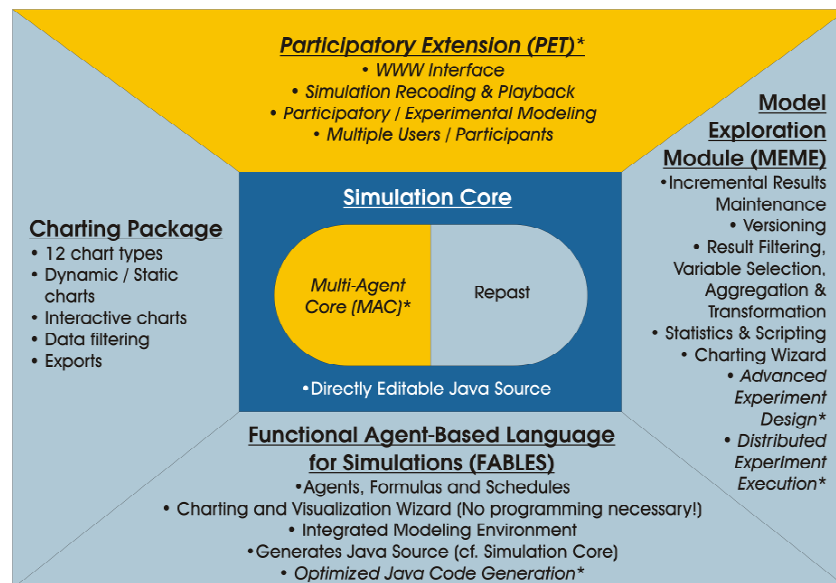 Participatory Extension (PET)*
• WWW Interface
• Simulation Recoding & Playback
• Participatory / Experimental Modeling
• Multiple Users / Participants
Charting Package
• 12 chart types
• Dynamic / Static
charts
• Interactive charts
• Data filtering
• Exports
Simulation Core
Multi-Agent
Core (MAC)*
Repast
•Directly Editable Java Source
Model
Exploration
Module (MEME)
•Incremental Results
Maintenance
• Versioning
• Result Filtering,
Variable Selection,
Aggregation &
Transformation
• Statistics & Scripting
• Charting Wizard
• Advanced
Experiment
Design*
• Distributed
Experiment
Execution*
Functional Agent-Based Language
for Simulations (FABLES)
•Agents, Formulas and Schedules
• Charting and Visualization Wizard (No programming necessary!)
• Integrated Modeling Environment
•Generates Java Source (cf. Simulation Core)
• Optimized Java Code Generation*